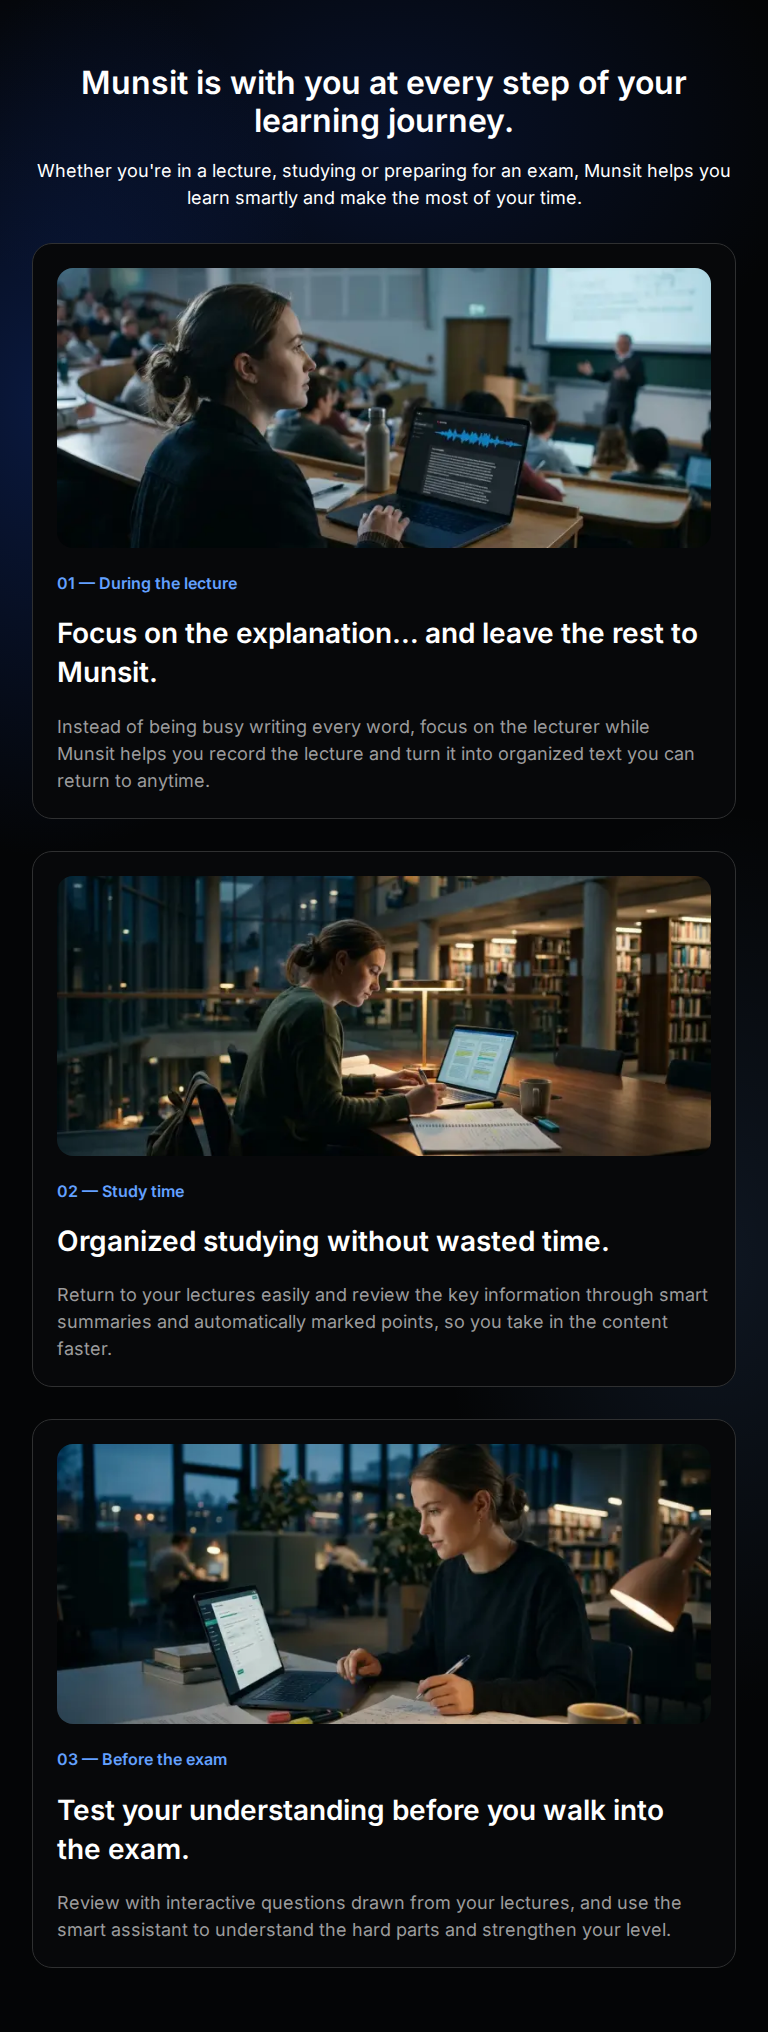 Munsit is with you at every step of your
learning journey.
Whether you're in a lecture, studying or preparing for an exam, Munsit helps you
learn smartly and make the most of your time.
01 — During the lecture
Focus on the explanation... and leave the rest to
Munsit.
Instead of being busy writing every word, focus on the lecturer while
Munsit helps you record the lecture and turn it into organized text you can
return to anytime.
02 — Study time
Organized studying without wasted time.
Return to your lectures easily and review the key information through smart
summaries and automatically marked points, so you take in the content
faster.
03 — Before the exam
Test your understanding before you walk into
the exam.
Review with interactive questions drawn from your lectures, and use the
smart assistant to understand the hard parts and strengthen your level.